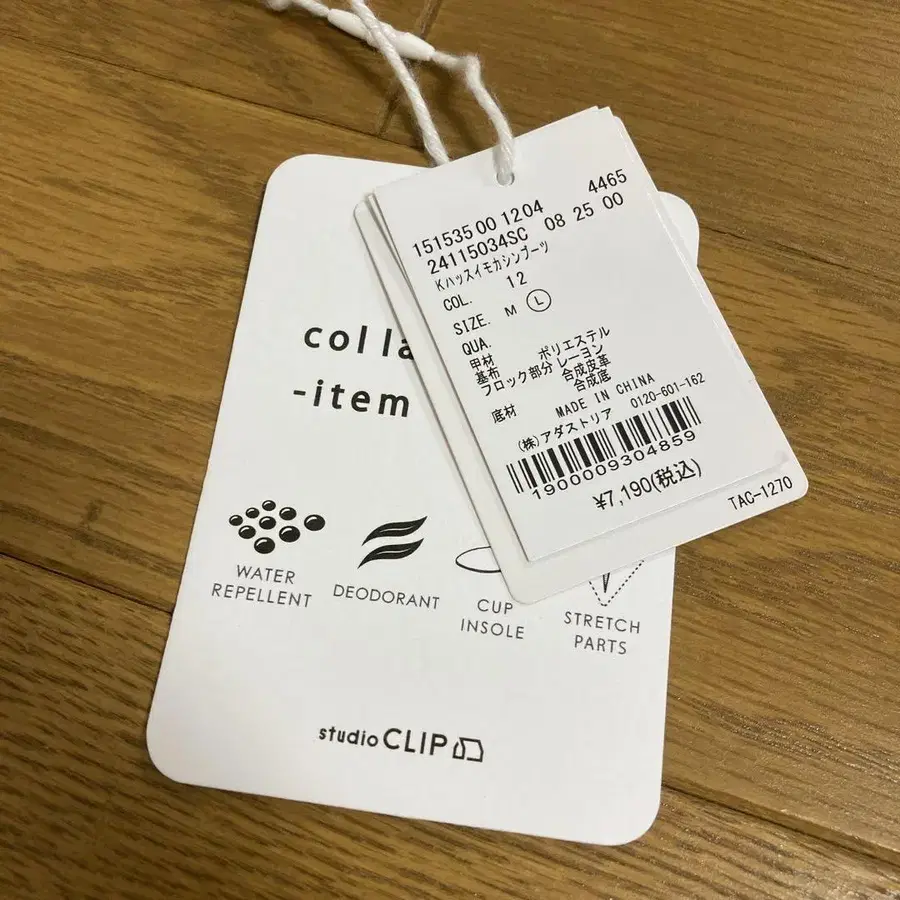 151535 00 1204 4465
24115034SC 08 25 00
Kハッスイモカシンブーツ
COL. 12
SIZE. M L
QUA.
甲材 ポリエステル
基布 レーヨン
ブロック部分 合成皮革
底材 合成底
MADE IN CHINA
(株)アダストリア 0120-601-162
1900009304859
¥7,190(税込)
TAC-1270
colla
-item
WATER
REPELLENT
DEODORANT
CUP
INSOLE
STRETCH
PARTS
studio CLIP